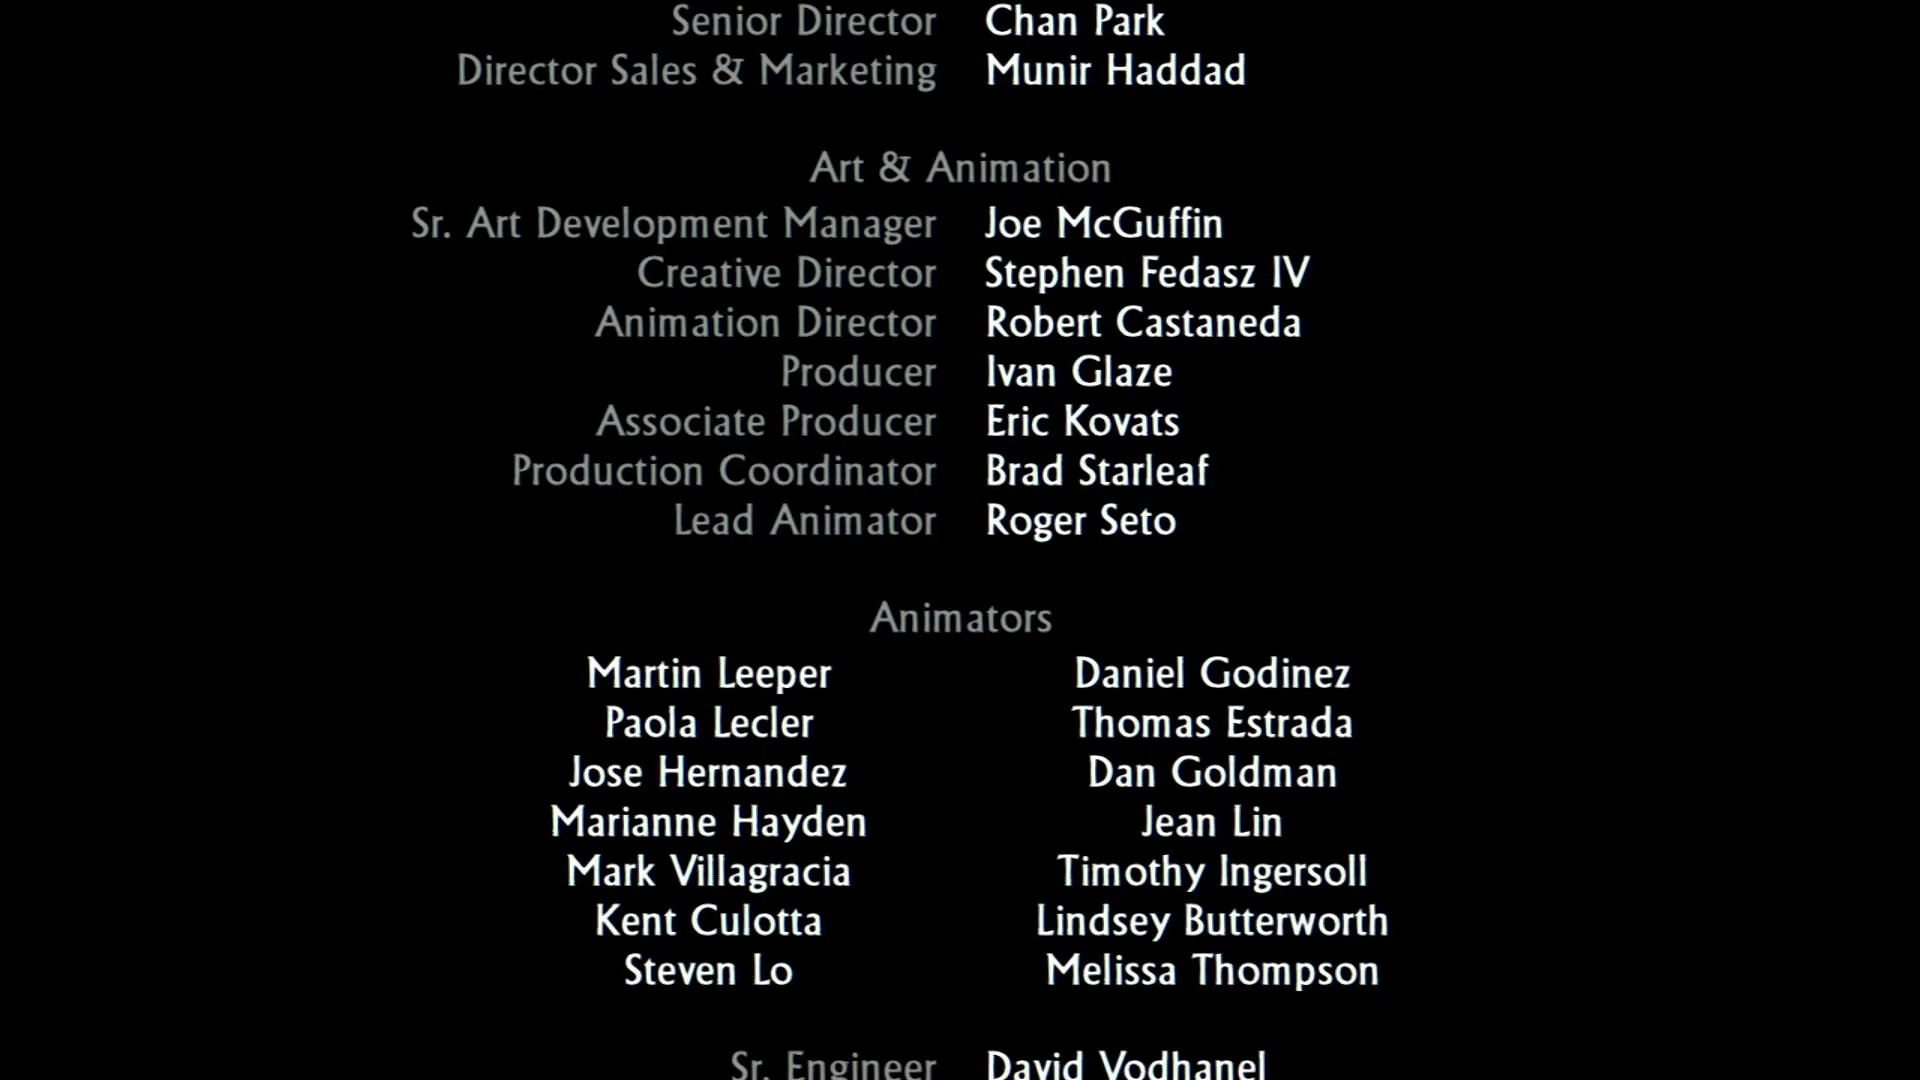 Senior Director Chan Park
Director Sales & Marketing Munir Haddad
Art & Animation
Sr. Art Development Manager Joe McGuffin
Creative Director Stephen Fedasz IV
Animation Director Robert Castaneda
Producer Ivan Glaze
Associate Producer Eric Kovats
Production Coordinator Brad Starleaf
Lead Animator Roger Seto
Animators
Martin Leeper Daniel Godinez
Paola Lecler Thomas Estrada
Jose Hernandez Dan Goldman
Marianne Hayden Jean Lin
Mark Villagracia Timothy Ingersoll
Kent Culotta Lindsey Butterworth
Steven Lo Melissa Thompson
Sr. Engineer David Vodhanel